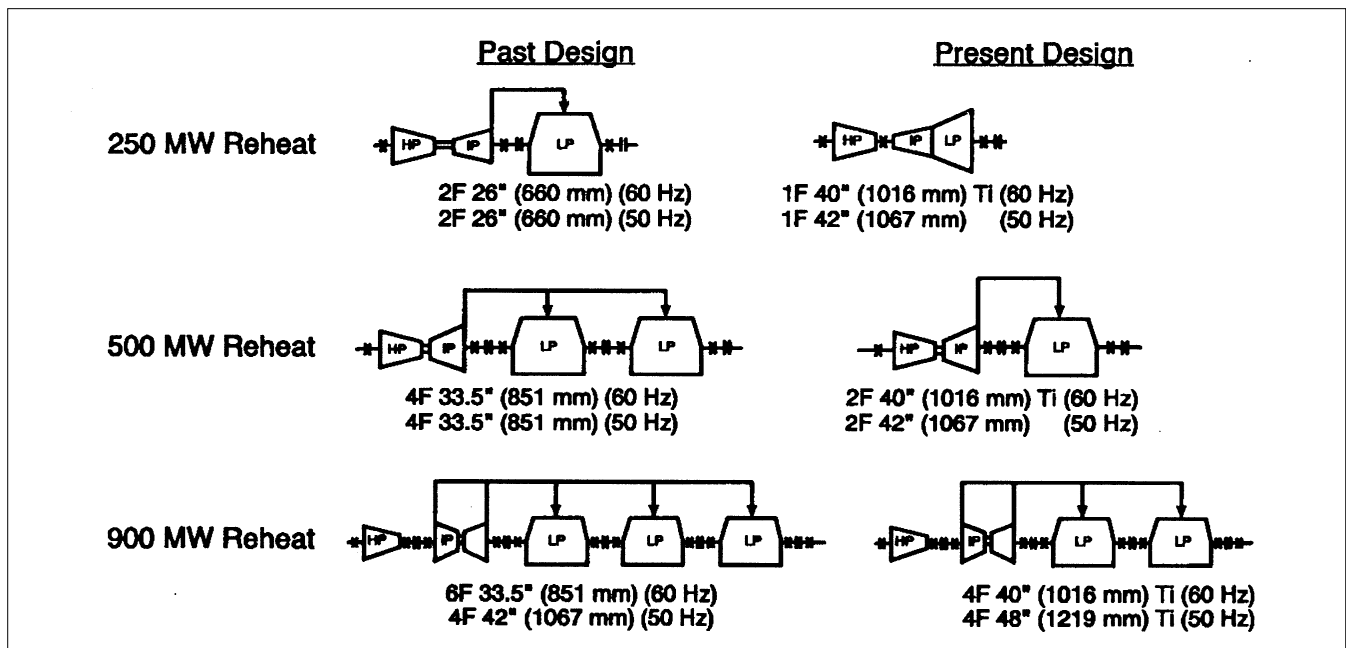 Past Design
Present Design
250 MW Reheat
HP IP LP
2F 26" (660 mm) (60 Hz)
2F 26" (660 mm) (50 Hz)
HP IP LP
1F 40" (1016 mm) Ti (60 Hz)
1F 42" (1067 mm) (50 Hz)
500 MW Reheat
HP IP LP LP
4F 33.5" (851 mm) (60 Hz)
4F 33.5" (851 mm) (50 Hz)
HP IP LP
2F 40" (1016 mm) Ti (60 Hz)
2F 42" (1067 mm) (50 Hz)
900 MW Reheat
HP IP LP LP LP
6F 33.5" (851 mm) (60 Hz)
4F 42" (1067 mm) (50 Hz)
HP IP LP LP
4F 40" (1016 mm) Ti (60 Hz)
4F 48" (1219 mm) Ti (50 Hz)